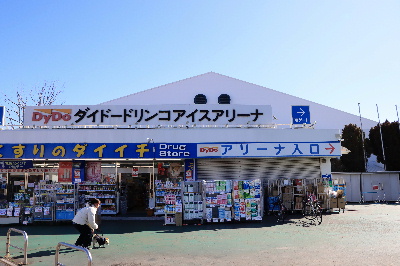 DyDo ダイドードリンコアイスアリーナ
くすりのダイイチ Drug Store
DyDo アリーナ入口